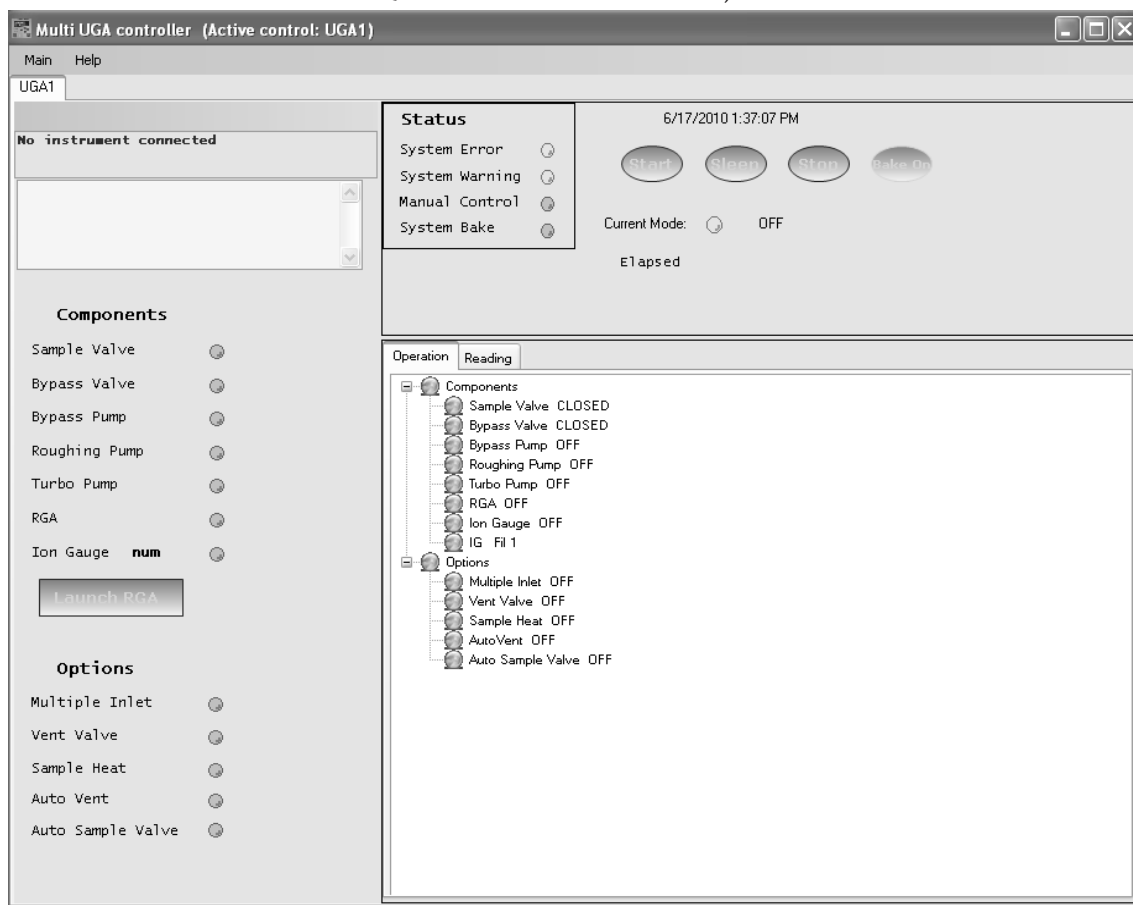 Multi UGA controller (Active control: UGA1)
Main Help
UGA1
No instrument connected
Status
System Error
System Warning
Manual Control
System Bake
6/17/2010 1:37:07 PM
Start Sleep Stop Bake On
Current Mode: OFF
Elapsed
Components
Sample Valve
Bypass Valve
Bypass Pump
Roughing Pump
Turbo Pump
RGA
Ion Gauge num
Launch RGA
Options
Multiple Inlet
Vent Valve
Sample Heat
Auto Vent
Auto Sample Valve
Operation Reading
Components
Sample Valve CLOSED
Bypass Valve CLOSED
Bypass Pump OFF
Roughing Pump OFF
Turbo Pump OFF
RGA OFF
Ion Gauge OFF
IG Fil 1
Options
Multiple Inlet OFF
Vent Valve OFF
Sample Heat OFF
AutoVent OFF
Auto Sample Valve OFF